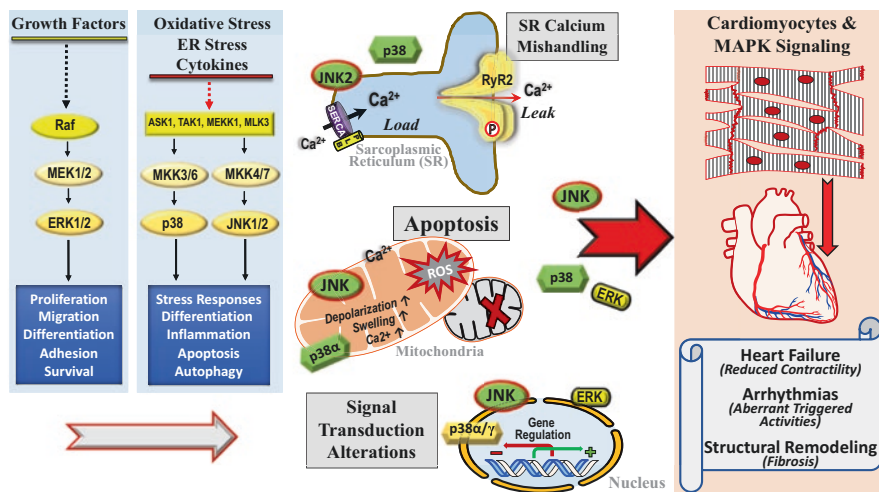 Growth Factors
Raf
MEK1/2
ERK1/2
Proliferation
Migration
Differentiation
Adhesion
Survival
Oxidative Stress
ER Stress
Cytokines
ASK1, TAK1, MEKK1, MLK3
MKK3/6
MKK4/7
p38
JNK1/2
Stress Responses
Differentiation
Inflammation
Apoptosis
Autophagy
SR Calcium
Mishandling
p38
JNK2
RyR2
Ca²⁺
Ca²⁺
SERCA
Load
Leak
Ca²⁺
PLB
P
Sarcoplasmic
Reticulum (SR)
Apoptosis
Ca²⁺
ROS
JNK
Depolarization
Swelling
Ca²⁺
p38α
Mitochondria
JNK
p38
ERK
Signal
Transduction
Alterations
JNK
ERK
p38α/γ
Gene
Regulation
Nucleus
Cardiomyocytes &
MAPK Signaling
Heart Failure
(Reduced Contractility)
Arrhythmias
(Aberrant Triggered
Activities)
Structural Remodeling
(Fibrosis)